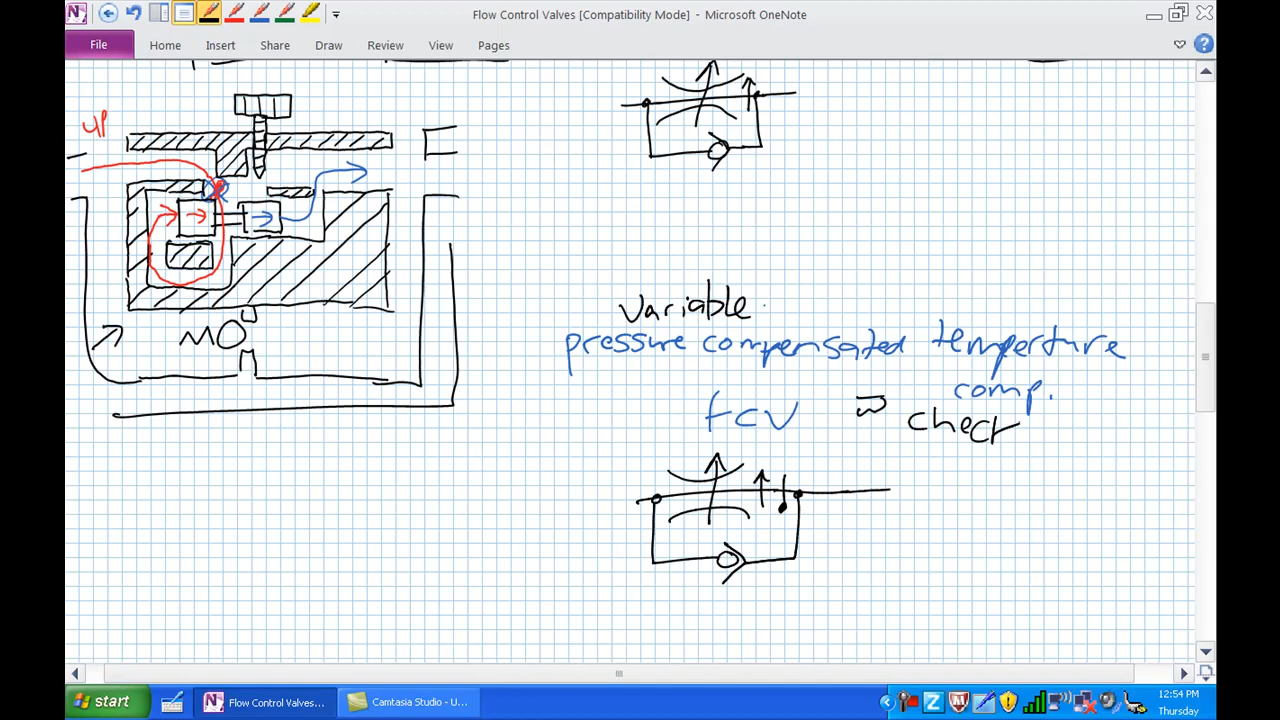 Flow Control Valves [Compatibility Mode] - Microsoft OneNote
File Home Insert Share Draw Review View Pages
up
MO
variable
pressure compensated temperture
comp.
fcv
check
start
Flow Control Valves...
Camtasia Studio - U...
12:54 PM
Thursday